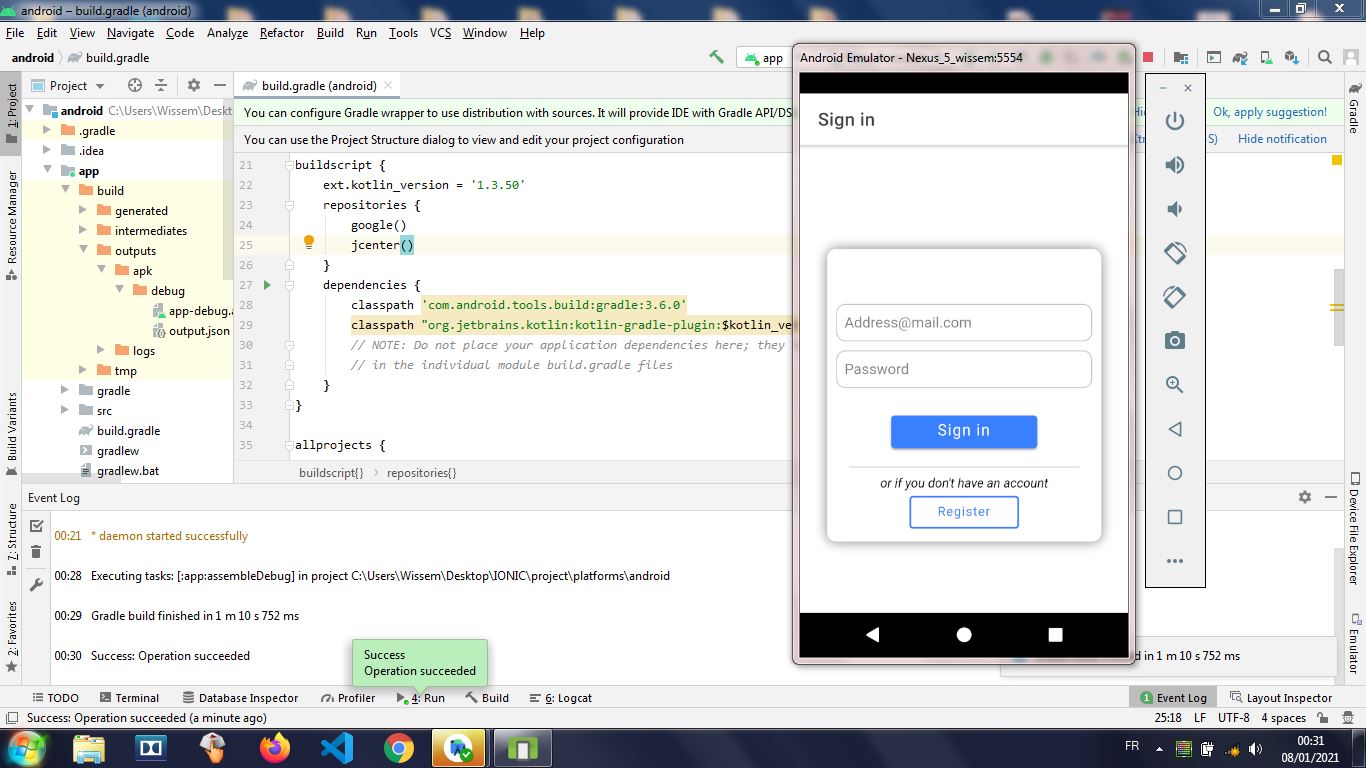 android – build.gradle (android)
File Edit View Navigate Code Analyze Refactor Build Run Tools VCS Window Help
android build.gradle
app
Project
build.gradle (android)
1: Project
Resource Manager
Build Variants
7: Structure
2: Favorites
android C:\Users\Wissem\Deskt
.gradle
.idea
app
build
generated
intermediates
outputs
apk
debug
app-debug.a
output.json
logs
tmp
gradle
src
build.gradle
gradlew
gradlew.bat
You can configure Gradle wrapper to use distribution with sources. It will provide IDE with Gradle API/DS
Ok, apply suggestion!
You can use the Project Structure dialog to view and edit your project configuration
S) Hide notification
21 buildscript {
22 ext.kotlin_version = '1.3.50'
23 repositories {
24 google()
25 jcenter()
26 }
27 dependencies {
28 classpath 'com.android.tools.build:gradle:3.6.0'
29 classpath "org.jetbrains.kotlin:kotlin-gradle-plugin:$kotlin_ve
30 // NOTE: Do not place your application dependencies here; they
31 // in the individual module build.gradle files
32 }
33 }
34
35 allprojects {
buildscript{} repositories{}
Android Emulator - Nexus_5_wissem:5554
Sign in
Address@mail.com
Password
Sign in
or if you don't have an account
Register
Gradle
Device File Explorer
Emulator
Event Log
00:21 * daemon started successfully
00:28 Executing tasks: [:app:assembleDebug] in project C:\Users\Wissem\Desktop\IONIC\project\platforms\android
00:29 Gradle build finished in 1 m 10 s 752 ms
00:30 Success: Operation succeeded
Success
Operation succeeded
in 1 m 10 s 752 ms
TODO Terminal Database Inspector Profiler 4: Run Build 6: Logcat 1 Event Log Layout Inspector
Success: Operation succeeded (a minute ago) 25:18 LF UTF-8 4 spaces
FR
00:31
08/01/2021